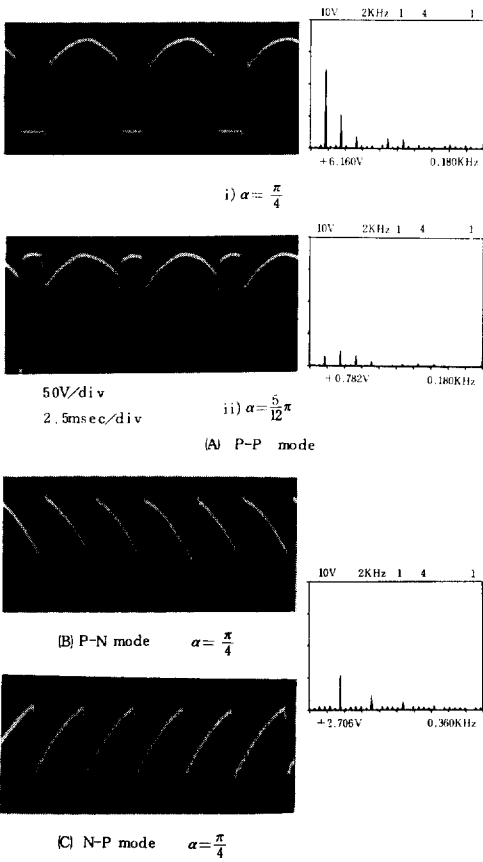 10V 2KHz 1 4 1
+6.160V 0.180KHz
i) α = π/4
10V 2KHz 1 4 1
+0.782V 0.180KHz
50V/div
2.5msec/div
ii) α = 5/12 π
(A) P-P mode
10V 2KHz 1 4 1
+2.706V 0.360KHz
(B) P-N mode α = π/4
(C) N-P mode α = π/4